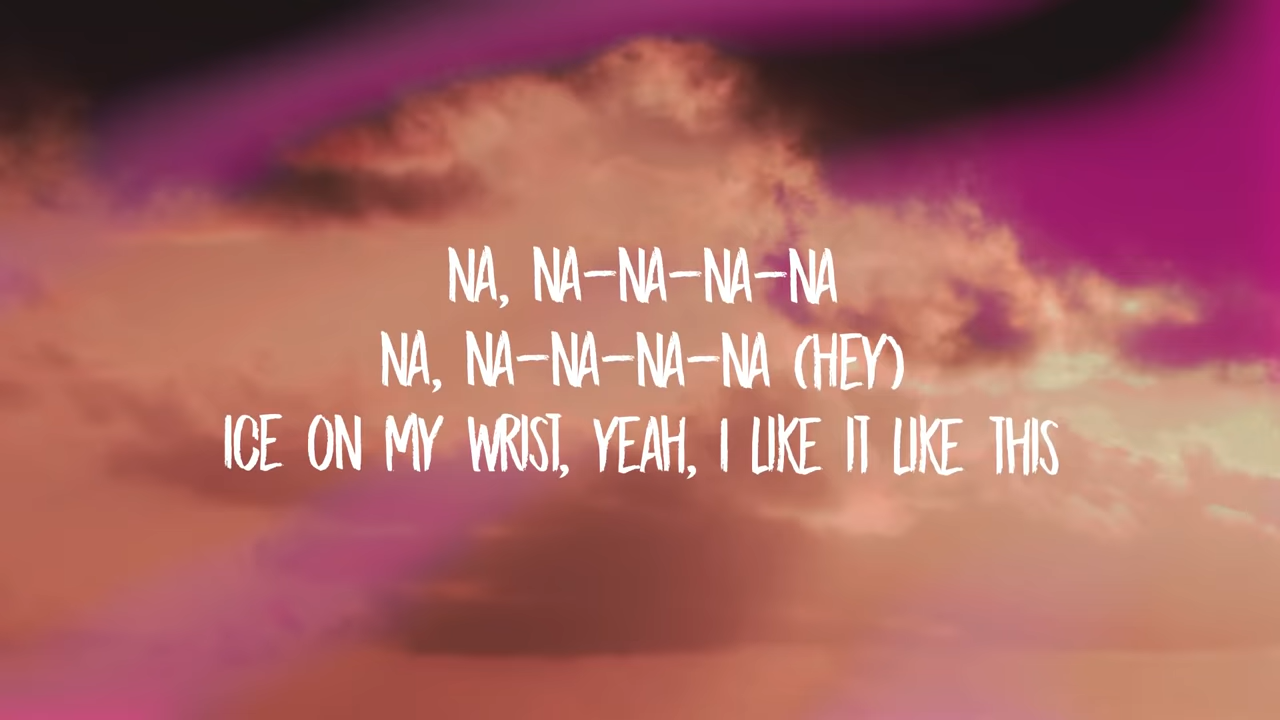 NA, NA-NA-NA-NA
NA, NA-NA-NA-NA (HEY)
ICE ON MY WRIST, YEAH, I LIKE IT LIKE THIS